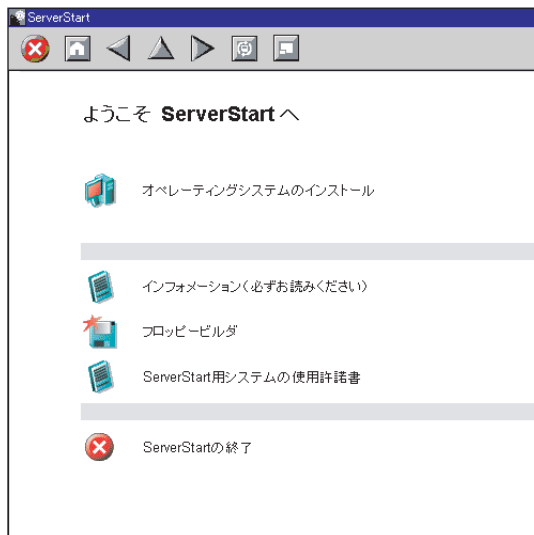 ServerStart
ようこそ ServerStart へ
オペレーティングシステムのインストール
インフォメーション（必ずお読みください）
フロッピービルダ
ServerStart用システムの使用許諾書
ServerStartの終了